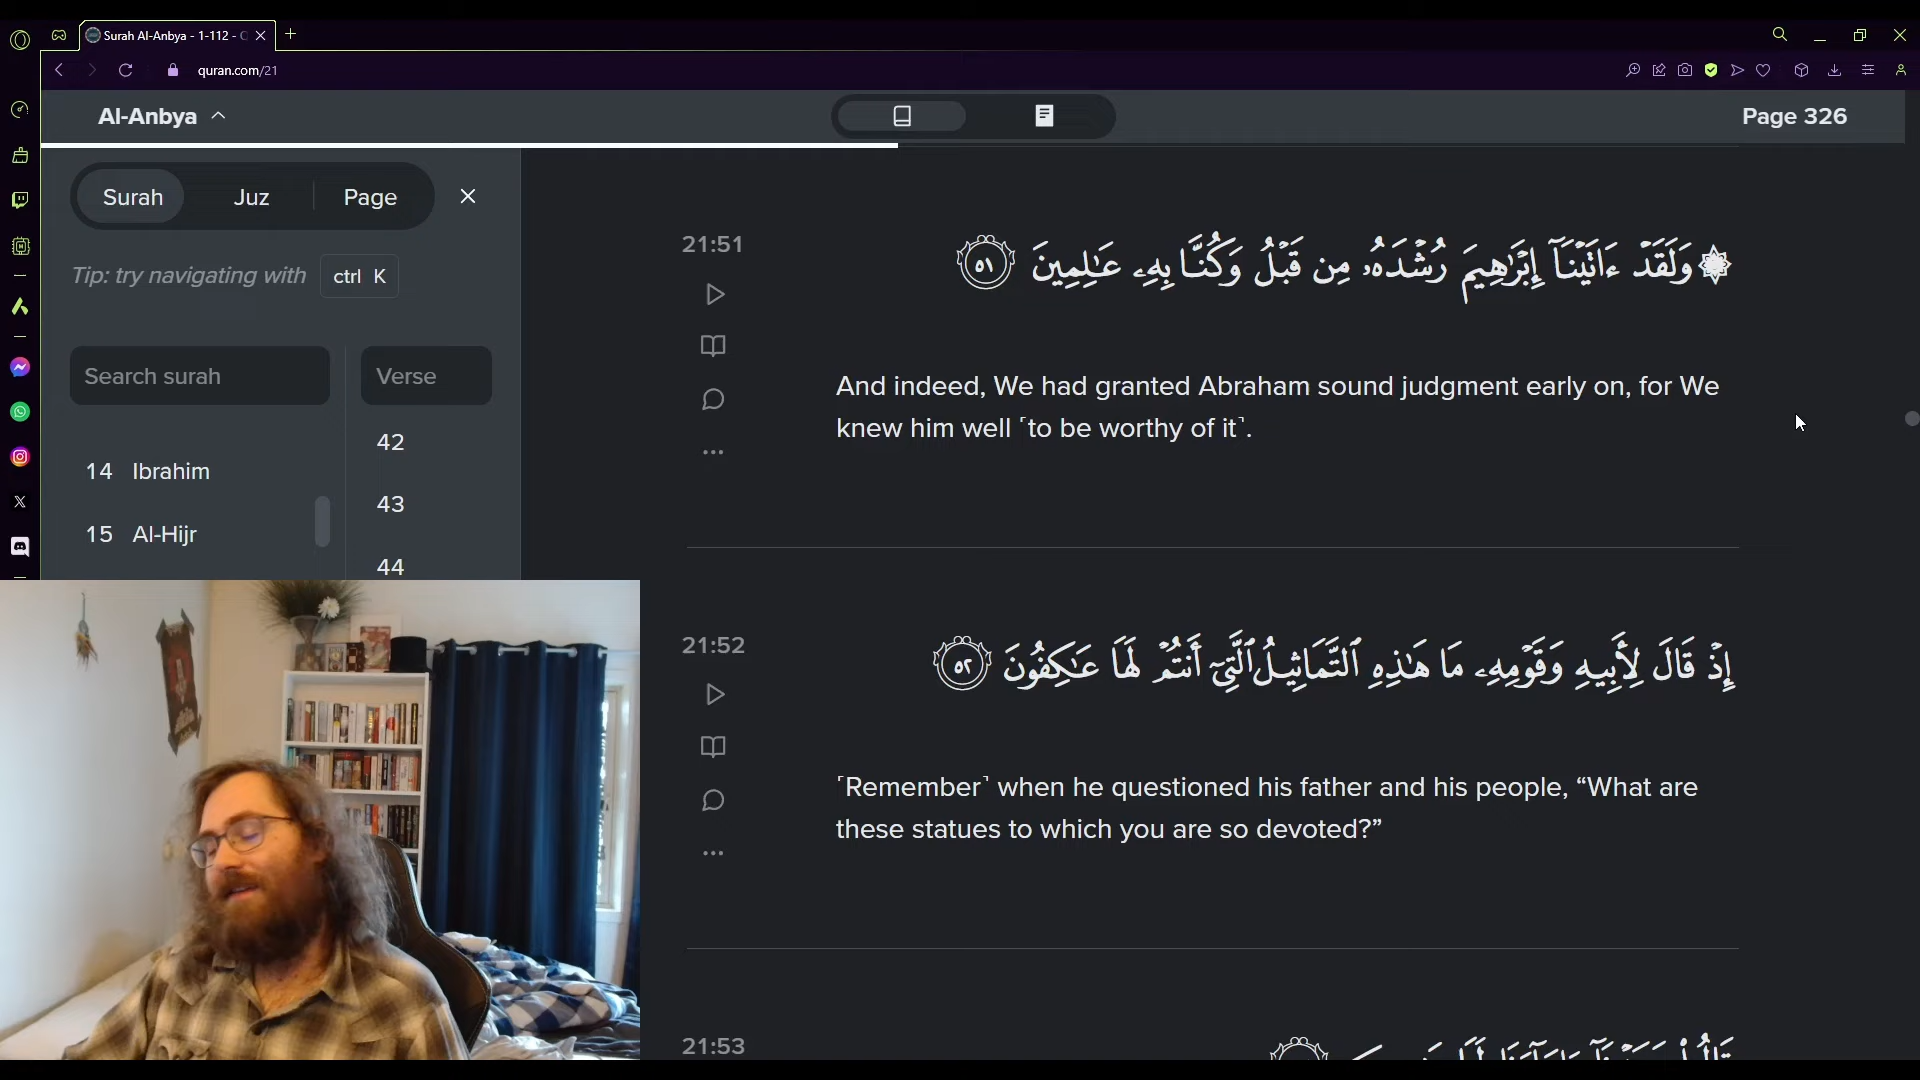 Surah Al-Anbya - 1-112 -
quran.com/21
Al-Anbya
Page 326
Surah
Juz
Page
Tip: try navigating with ctrl K
Search surah
Verse
14 Ibrahim
15 Al-Hijr
42
43
44
21:51
۞ وَلَقَدْ ءَاتَيْنَآ إِبْرَٰهِيمَ رُشْدَهُۥ مِن قَبْلُ وَكُنَّا بِهِۦ عَـٰلِمِينَ ٥١
And indeed, We had granted Abraham sound judgment early on, for We
knew him well ˹to be worthy of it˺.
21:52
إِذْ قَالَ لِأَبِيهِ وَقَوْمِهِۦ مَا هَـٰذِهِ ٱلتَّمَاثِيلُ ٱلَّتِىٓ أَنتُمْ لَهَا عَـٰكِفُونَ ٥٢
˹Remember˺ when he questioned his father and his people, “What are
these statues to which you are so devoted?”
21:53